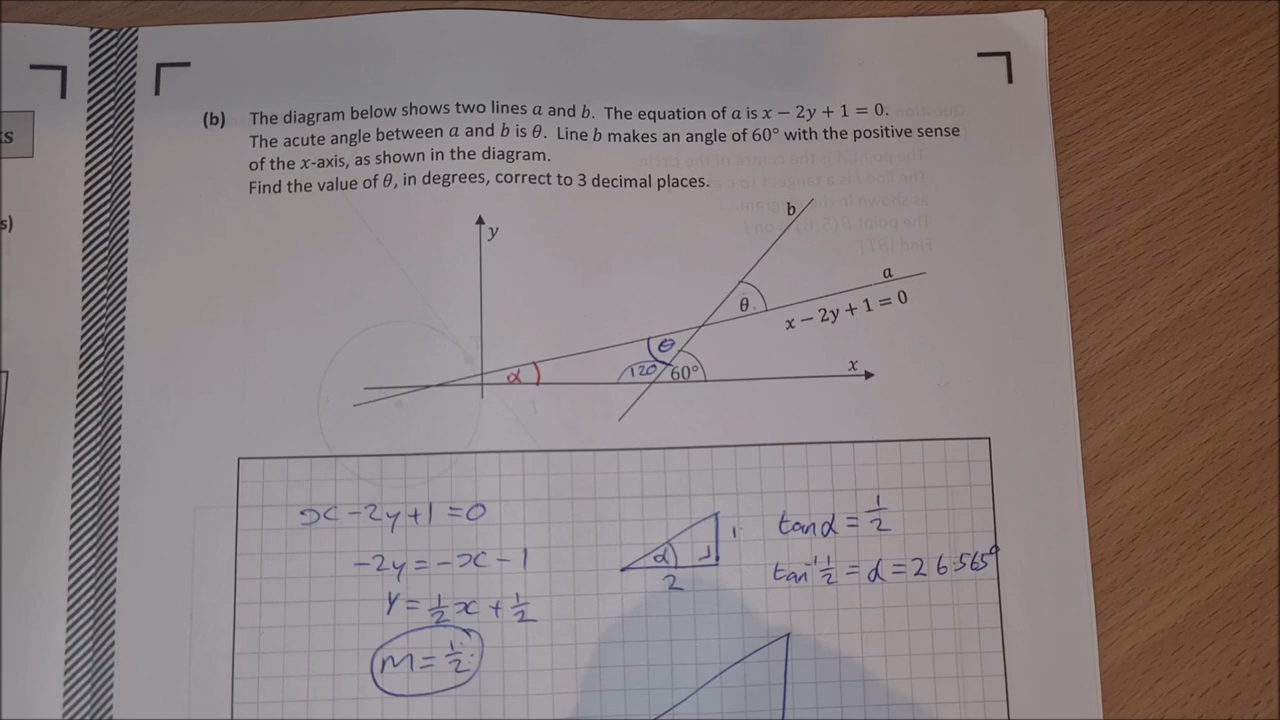 (b) The diagram below shows two lines a and b. The equation of a is x − 2y + 1 = 0.
The acute angle between a and b is θ. Line b makes an angle of 60° with the positive sense
of the x-axis, as shown in the diagram.
Find the value of θ, in degrees, correct to 3 decimal places.
s)
b
y
a
θ
x − 2y + 1 = 0
θ
x
α
120
60°
x - 2y + 1 = 0
-2y = -x - 1
y = 1/2 x + 1/2
m = 1/2
α
1
2
tan α = 1/2
tan⁻¹ 1/2 = α = 26.565°